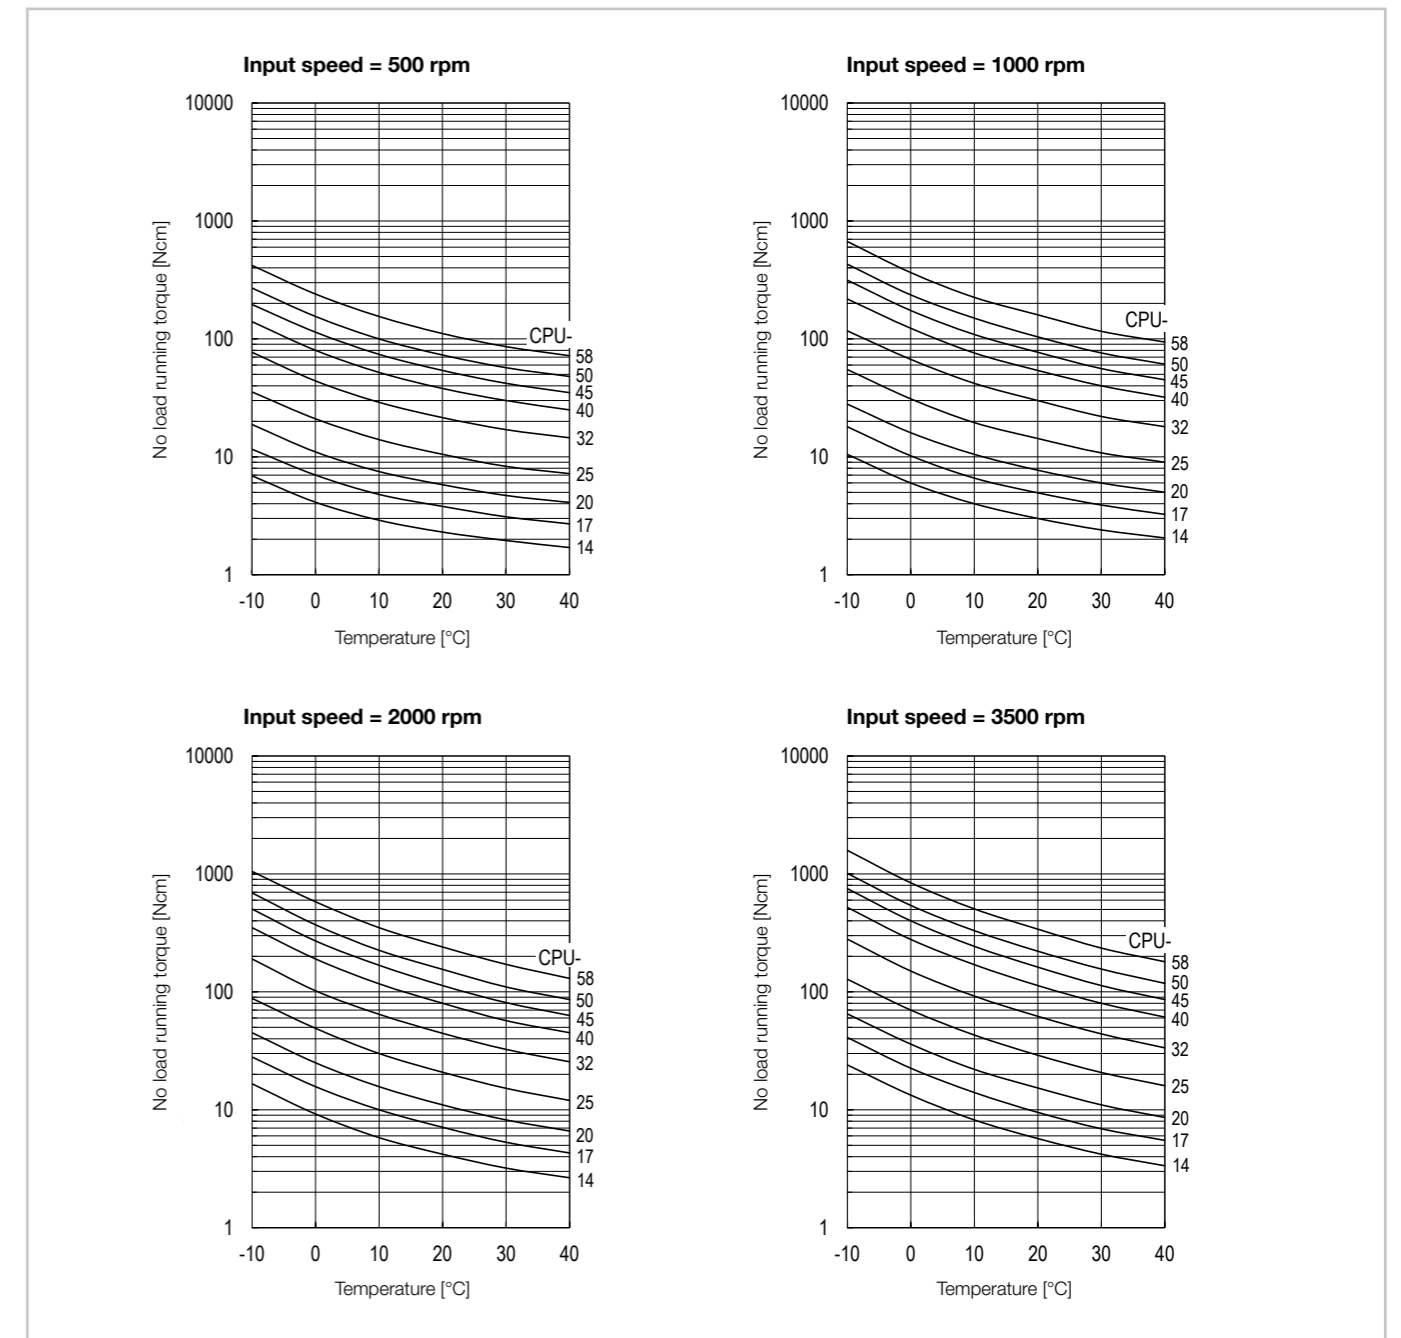 Input speed = 500 rpm
10000
1000
100
10
1
No load running torque [Ncm]
CPU-
58
50
45
40
32
25
20
17
14
-10 0 10 20 30 40
Temperature [°C]
Input speed = 1000 rpm
10000
1000
100
10
1
No load running torque [Ncm]
CPU-
58
50
45
40
32
25
20
17
14
-10 0 10 20 30 40
Temperature [°C]
Input speed = 2000 rpm
10000
1000
100
10
1
No load running torque [Ncm]
CPU-
58
50
45
40
32
25
20
17
14
-10 0 10 20 30 40
Temperature [°C]
Input speed = 3500 rpm
10000
1000
100
10
1
No load running torque [Ncm]
CPU-
58
50
45
40
32
25
20
17
14
-10 0 10 20 30 40
Temperature [°C]